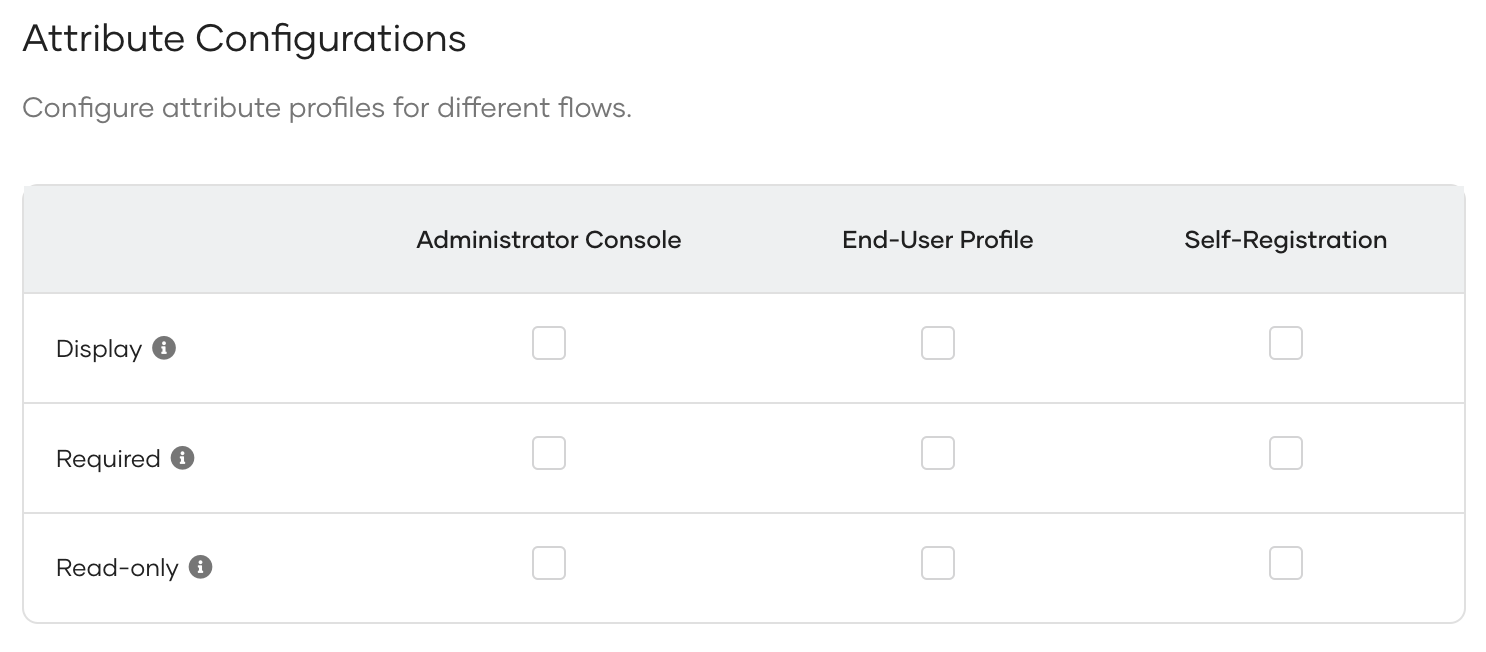 Attribute Configurations
Configure attribute profiles for different flows.
Administrator Console End-User Profile Self-Registration
Display
Required
Read-only